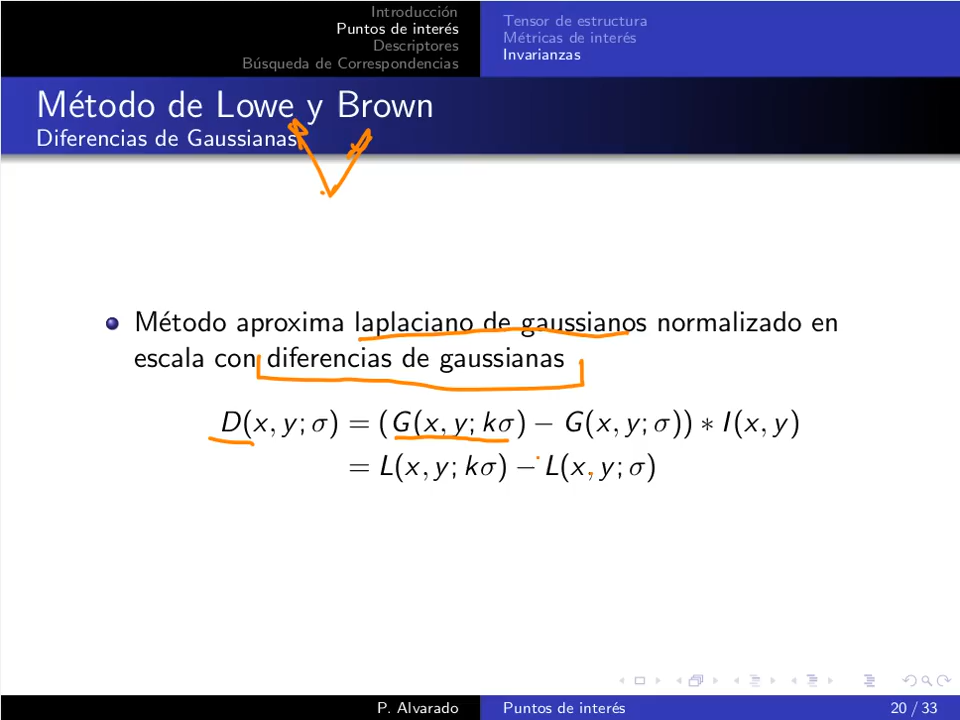 Introducción
Puntos de interés
Descriptores
Búsqueda de Correspondencias
Tensor de estructura
Métricas de interés
Invarianzas
Método de Lowe y Brown
Diferencias de Gaussianas
Método aproxima laplaciano de gaussianos normalizado en
escala con diferencias de gaussianas
D(x, y; σ) = (G(x, y; kσ) − G(x, y; σ)) ∗ I(x, y)
= L(x, y; kσ) − L(x, y; σ)
P. Alvarado
Puntos de interés
20 / 33